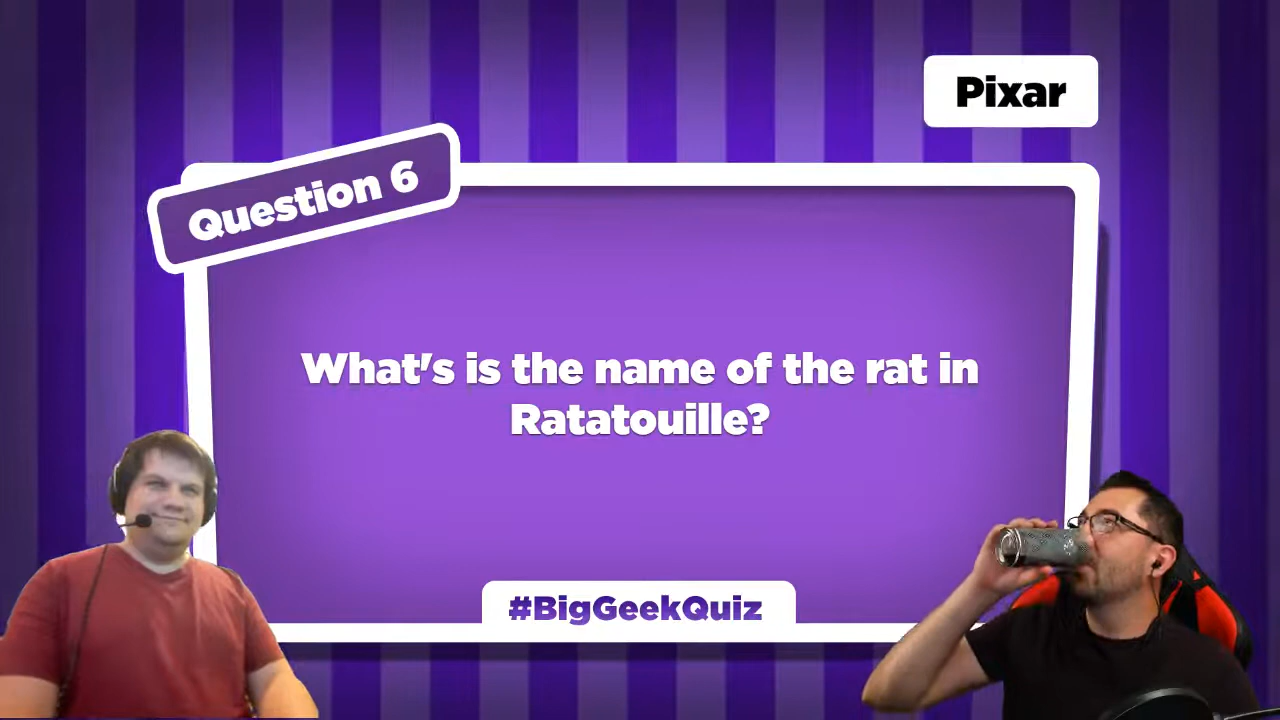 Pixar
Question 6
What's is the name of the rat in
Ratatouille?
#BigGeekQuiz